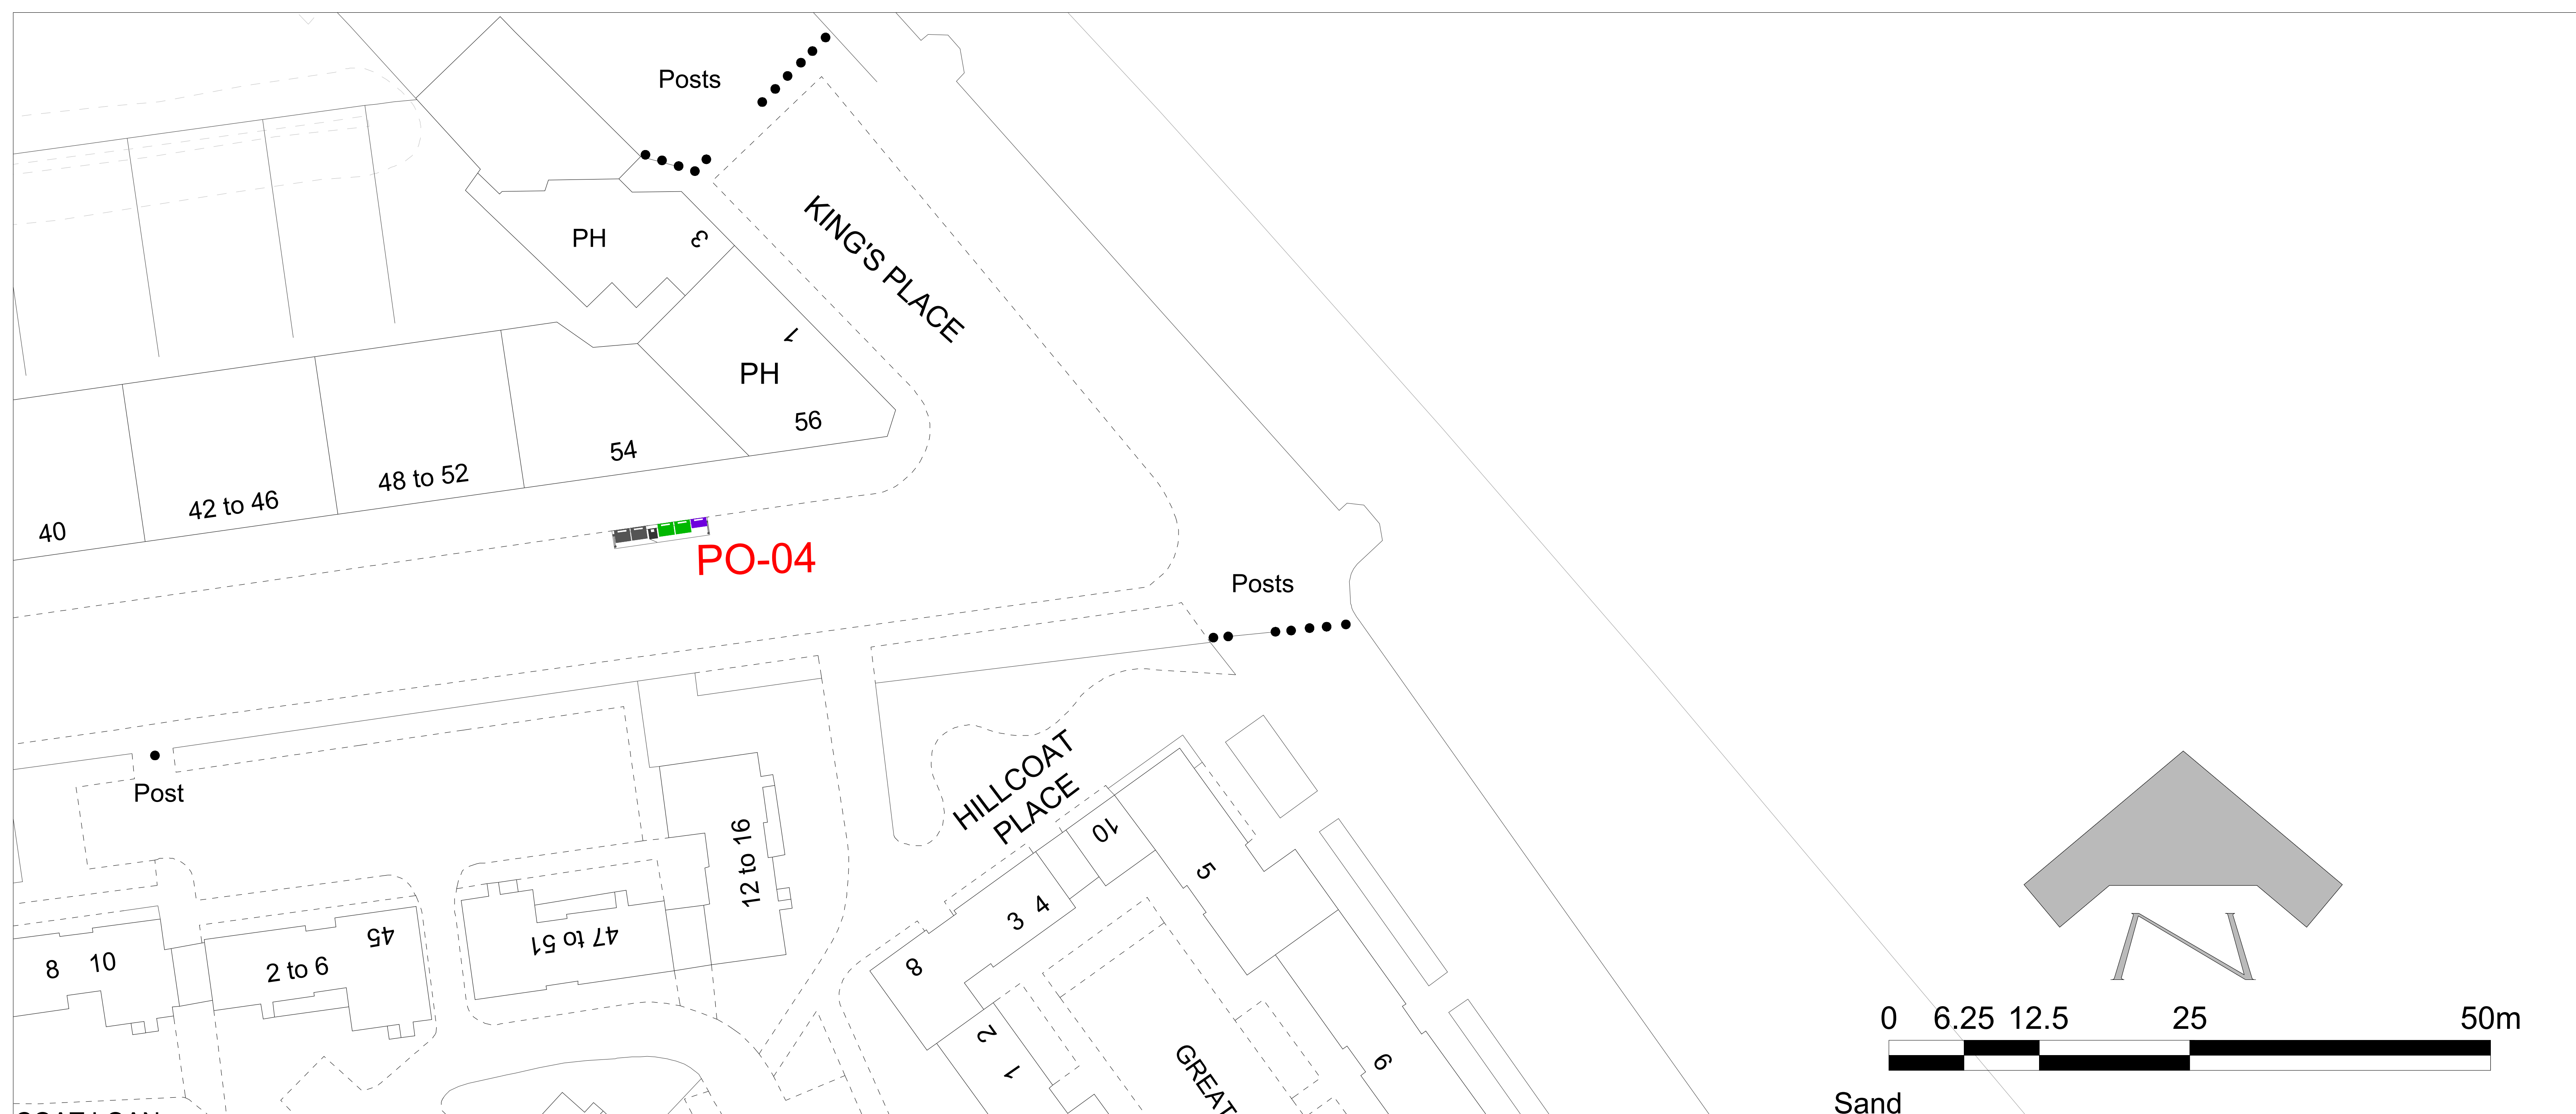 Posts
PH
3
KING'S PLACE
1
PH
56
54
48 to 52
42 to 46
40
PO-04
Posts
Post
HILLCOAT
PLACE
12 to 16
10
5
3 4
8
45
47 to 51
2 to 6
8 10
2
1
GREAT
6
N
0 6.25 12.5 25 50m
Sand